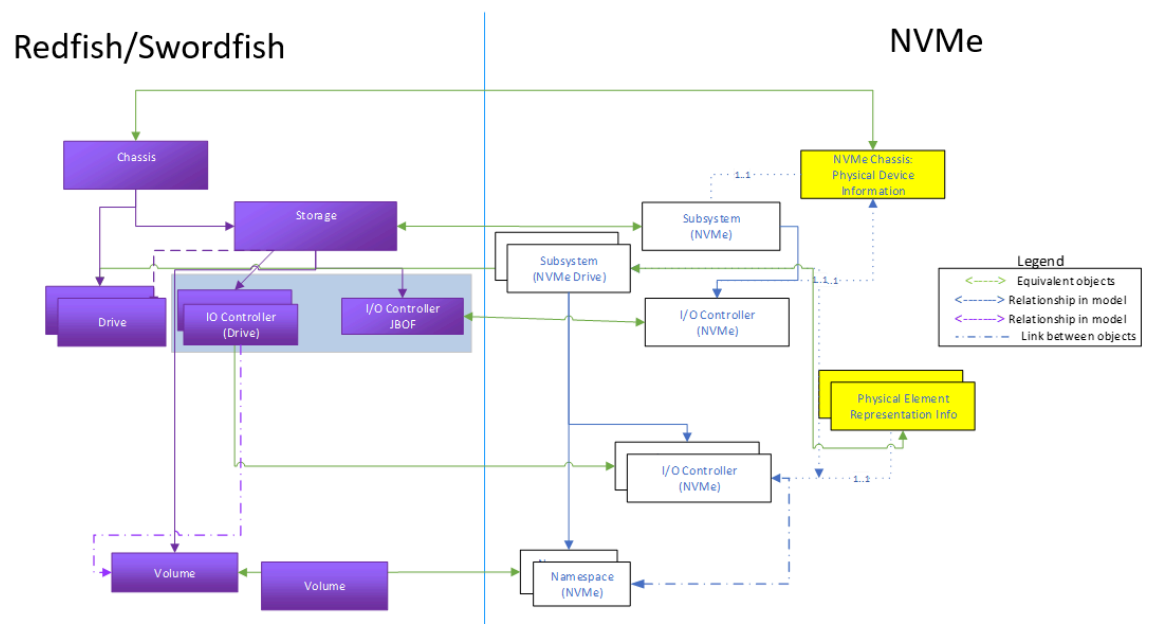 Redfish/Swordfish
NVMe
Chassis
NVMe Chassis:
Physical Device
Information
1..1
Storage
Subsystem
(NVMe)
Subsystem
(NVMe Drive)
1..1
Legend
Equivalent objects
Relationship in model
Relationship in model
Link between objects
Drive
IO Controller
(Drive)
I/O Controller
JBOF
I/O Controller
(NVMe)
Physical Element
Representation Info
I/O Controller
(NVMe)
1..1
Volume
Volume
Namespace
(NVMe)